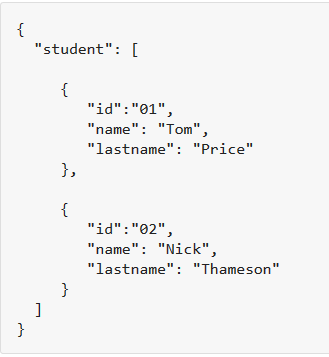 {
  "student": [

     {
        "id":"01",
        "name": "Tom",
        "lastname": "Price"
     },

     {
        "id":"02",
        "name": "Nick",
        "lastname": "Thameson"
     }
  ]
}